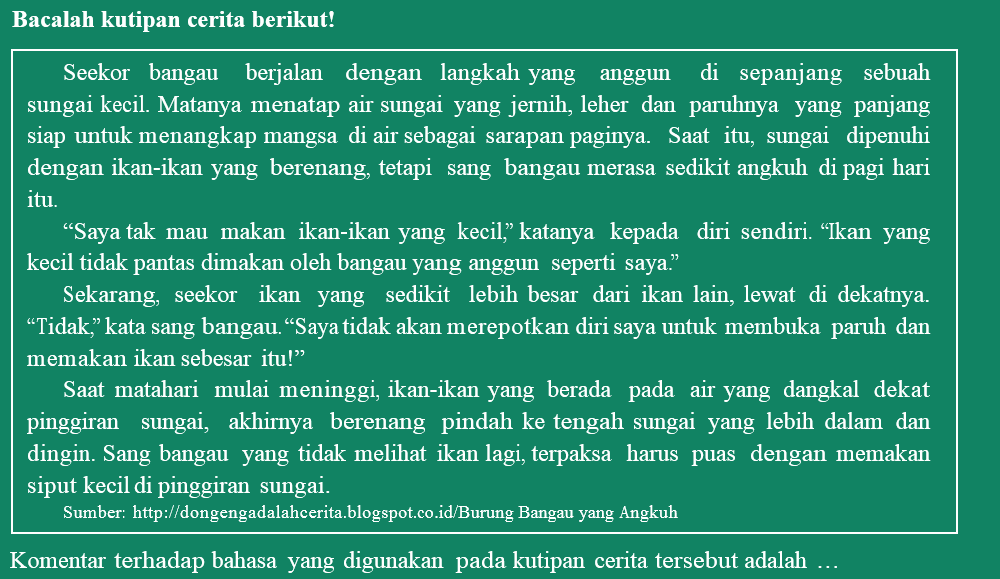 Bacalah kutipan cerita berikut!
Seekor bangau berjalan dengan langkah yang anggun di sepanjang sebuah
sungai kecil. Matanya menatap air sungai yang jernih, leher dan paruhnya yang panjang
siap untuk menangkap mangsa di air sebagai sarapan paginya. Saat itu, sungai dipenuhi
dengan ikan-ikan yang berenang, tetapi sang bangau merasa sedikit angkuh di pagi hari
itu.
“Saya tak mau makan ikan-ikan yang kecil,” katanya kepada diri sendiri. “Ikan yang
kecil tidak pantas dimakan oleh bangau yang anggun seperti saya.”
Sekarang, seekor ikan yang sedikit lebih besar dari ikan lain, lewat di dekatnya.
“Tidak,” kata sang bangau. “Saya tidak akan merepotkan diri saya untuk membuka paruh dan
memakan ikan sebesar itu!”
Saat matahari mulai meninggi, ikan-ikan yang berada pada air yang dangkal dekat
pinggiran sungai, akhirnya berenang pindah ke tengah sungai yang lebih dalam dan
dingin. Sang bangau yang tidak melihat ikan lagi, terpaksa harus puas dengan memakan
siput kecil di pinggiran sungai.
Sumber: http://dongengadalahcerita.blogspot.co.id/Burung Bangau yang Angkuh
Komentar terhadap bahasa yang digunakan pada kutipan cerita tersebut adalah …